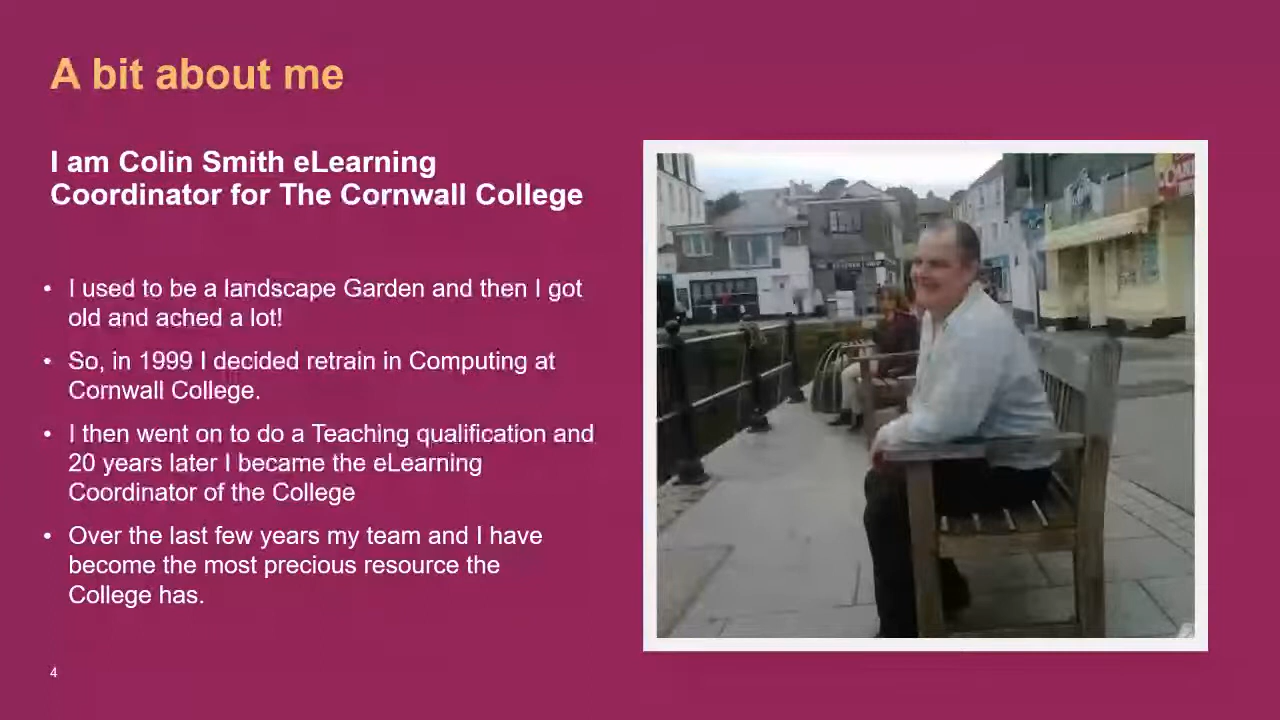 A bit about me
I am Colin Smith eLearning
Coordinator for The Cornwall College
• I used to be a landscape Garden and then I got
old and ached a lot!
• So, in 1999 I decided retrain in Computing at
Cornwall College.
• I then went on to do a Teaching qualification and
20 years later I became the eLearning
Coordinator of the College
• Over the last few years my team and I have
become the most precious resource the
College has.
4